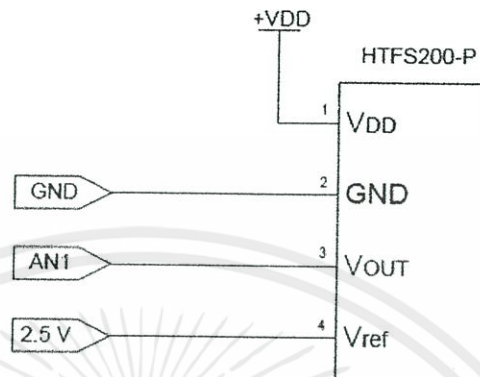 +VDD
HTFS200-P
1 VDD
GND 2 GND
AN1 3 VOUT
2.5 V 4 Vref